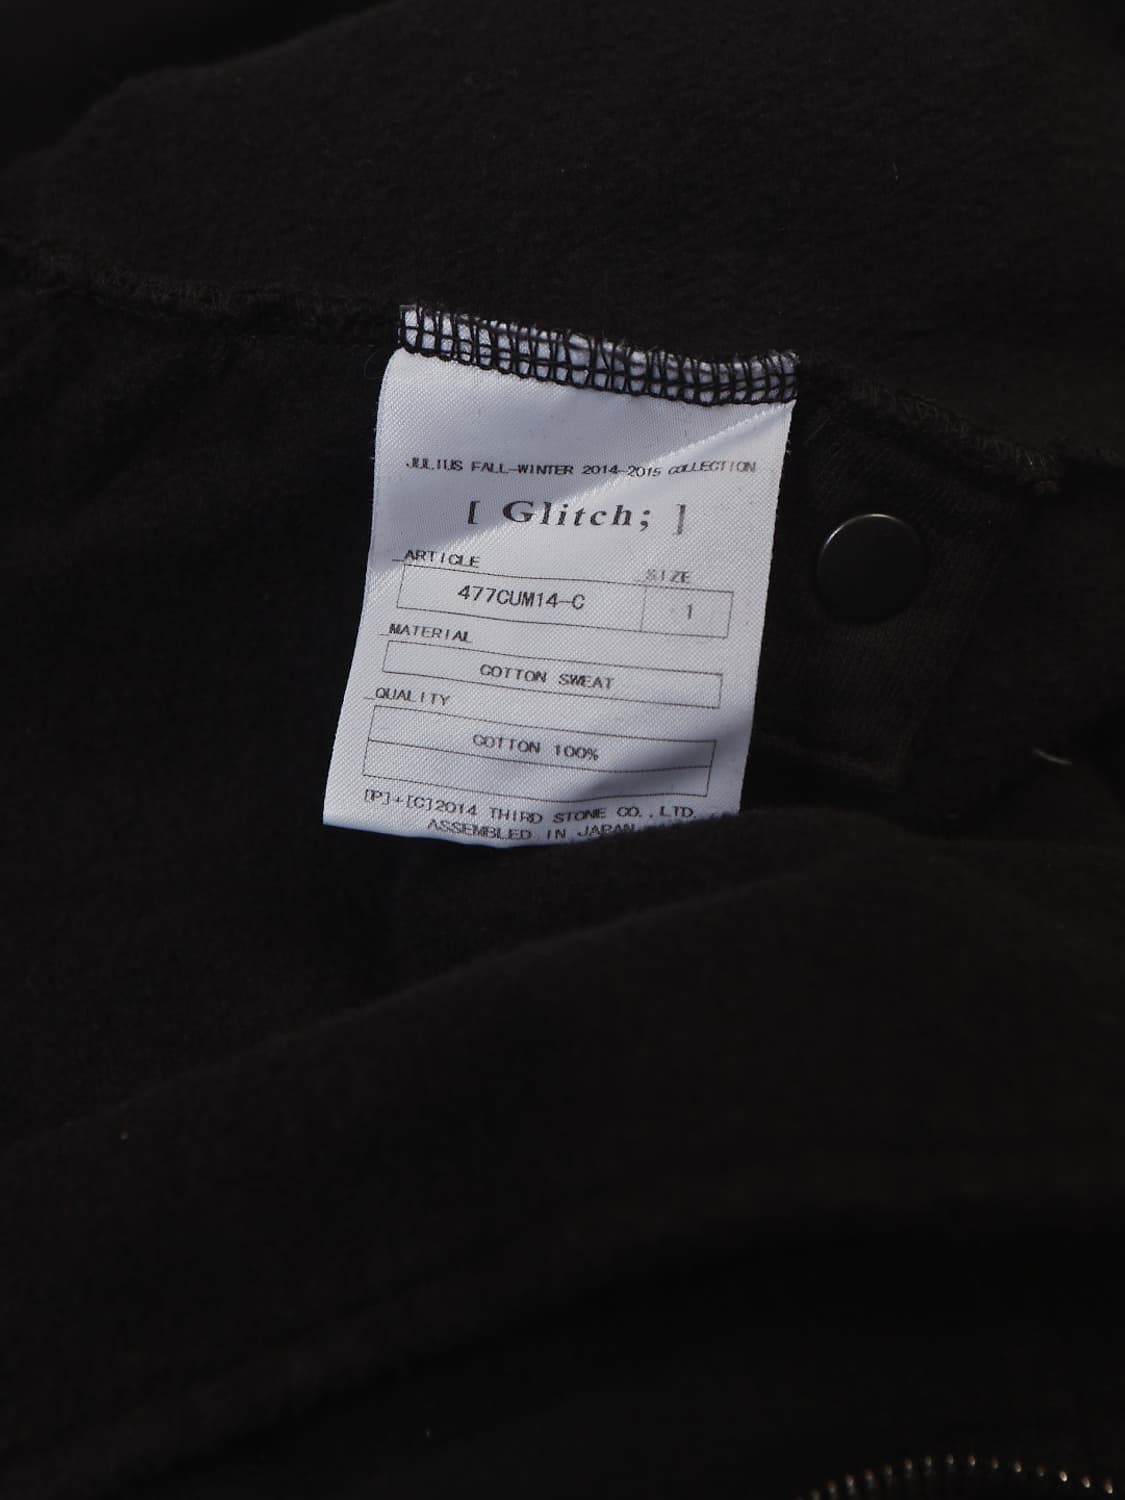 JULIUS FALL-WINTER 2014-2015 COLLECTION
[ Glitch; ]
_ARTICLE _SIZE
477CUM14-C 1
_MATERIAL
COTTON SWEAT
_QUALITY
COTTON 100%
[P]+[C]2014 THIRD STONE CO.,LTD.
ASSEMBLED IN JAPAN